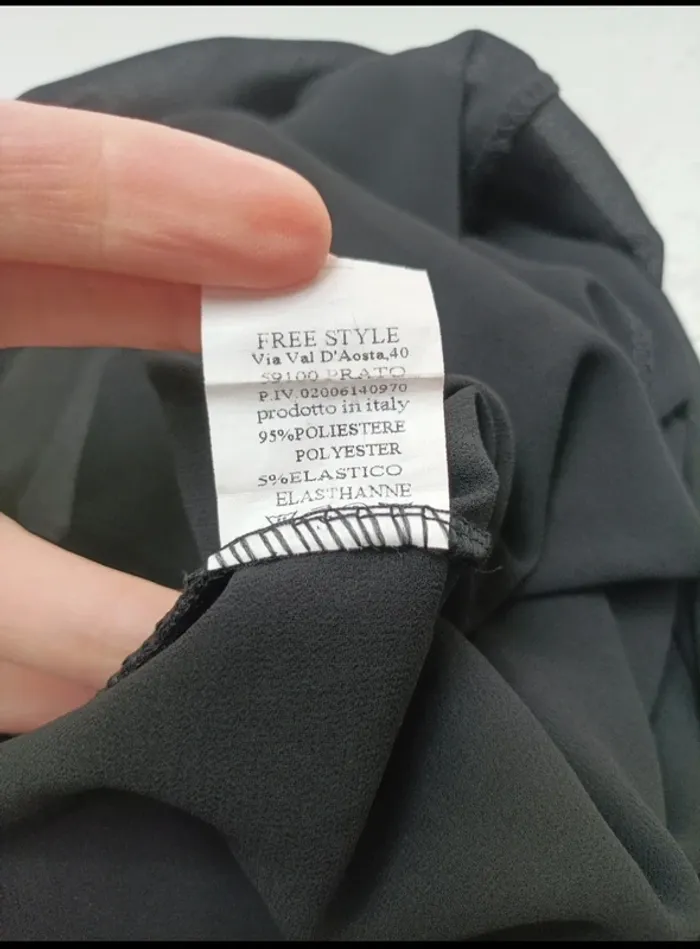 FREE STYLE
Via Val D'Aosta,40
59100 PRATO
P.IV.02006140970
prodotto in italy
95%POLIESTERE
POLYESTER
5%ELASTICO
ELASTHANNE